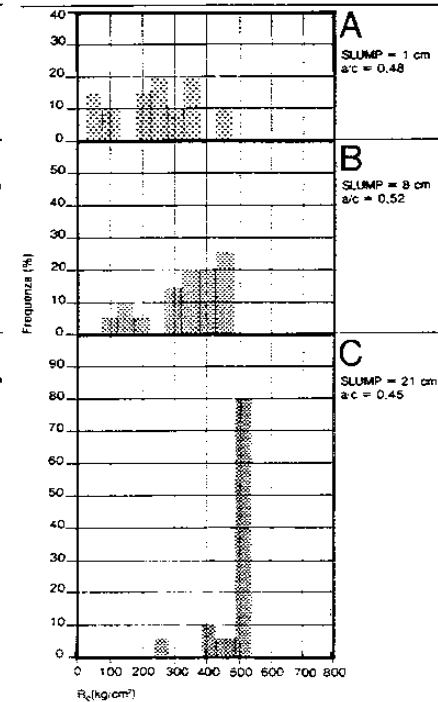 40
30
20
10
0
A
SLUMP = 1 cm
a/c = 0.48
50
40
30
20
10
0
B
SLUMP = 8 cm
a/c = 0.52
Frequenza (%)
90
80
70
60
50
40
30
20
10
0
C
SLUMP = 21 cm
a/c = 0.45
0 100 200 300 400 500 600 700 800
Rc(kg/cm²)